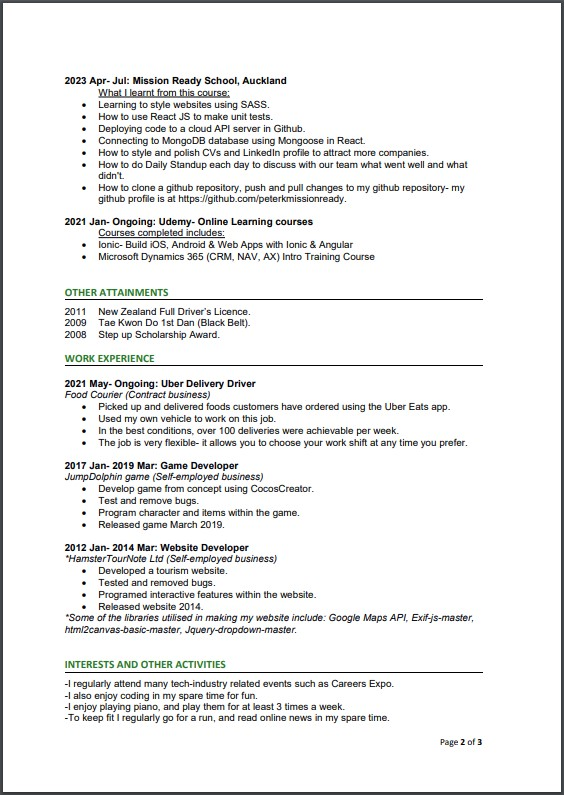 2023 Apr- Jul: Mission Ready School, Auckland
What I learnt from this course:
• Learning to style websites using SASS.
• How to use React JS to make unit tests.
• Deploying code to a cloud API server in Github.
• Connecting to MongoDB database using Mongoose in React.
• How to style and polish CVs and LinkedIn profile to attract more companies.
• How to do Daily Standup each day to discuss with our team what went well and what
didn't.
• How to clone a github repository, push and pull changes to my github repository- my
github profile is at https://github.com/peterkmissionready.
2021 Jan- Ongoing: Udemy- Online Learning courses
Courses completed includes:
• Ionic- Build iOS, Android & Web Apps with Ionic & Angular
• Microsoft Dynamics 365 (CRM, NAV, AX) Intro Training Course
OTHER ATTAINMENTS
2011 New Zealand Full Driver's Licence.
2009 Tae Kwon Do 1st Dan (Black Belt).
2008 Step up Scholarship Award.
WORK EXPERIENCE
2021 May- Ongoing: Uber Delivery Driver
Food Courier (Contract business)
• Picked up and delivered foods customers have ordered using the Uber Eats app.
• Used my own vehicle to work on this job.
• In the best conditions, over 100 deliveries were achievable per week.
• The job is very flexible- it allows you to choose your work shift at any time you prefer.
2017 Jan- 2019 Mar: Game Developer
JumpDolphin game (Self-employed business)
• Develop game from concept using CocosCreator.
• Test and remove bugs.
• Program character and items within the game.
• Released game March 2019.
2012 Jan- 2014 Mar: Website Developer
*HamsterTourNote Ltd (Self-employed business)
• Developed a tourism website.
• Tested and removed bugs.
• Programed interactive features within the website.
• Released website 2014.
*Some of the libraries utilised in making my website include: Google Maps API, Exif-js-master,
html2canvas-basic-master, Jquery-dropdown-master.
INTERESTS AND OTHER ACTIVITIES
-I regularly attend many tech-industry related events such as Careers Expo.
-I also enjoy coding in my spare time for fun.
-I enjoy playing piano, and play them for at least 3 times a week.
-To keep fit I regularly go for a run, and read online news in my spare time.
Page 2 of 3